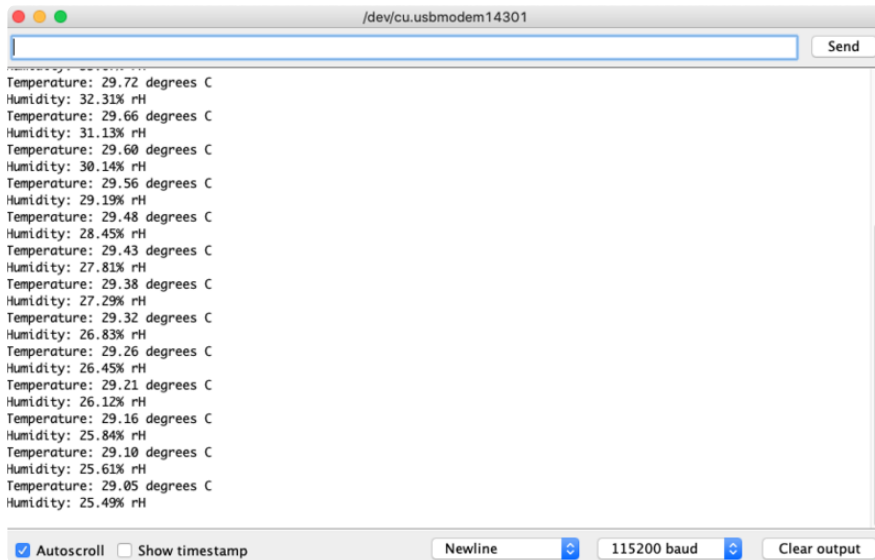 /dev/cu.usbmodem14301
Send
Temperature: 29.72 degrees C
Humidity: 32.31% rH
Temperature: 29.66 degrees C
Humidity: 31.13% rH
Temperature: 29.60 degrees C
Humidity: 30.14% rH
Temperature: 29.56 degrees C
Humidity: 29.19% rH
Temperature: 29.48 degrees C
Humidity: 28.45% rH
Temperature: 29.43 degrees C
Humidity: 27.81% rH
Temperature: 29.38 degrees C
Humidity: 27.29% rH
Temperature: 29.32 degrees C
Humidity: 26.83% rH
Temperature: 29.26 degrees C
Humidity: 26.45% rH
Temperature: 29.21 degrees C
Humidity: 26.12% rH
Temperature: 29.16 degrees C
Humidity: 25.84% rH
Temperature: 29.10 degrees C
Humidity: 25.61% rH
Temperature: 29.05 degrees C
Humidity: 25.49% rH
Autoscroll Show timestamp Newline 115200 baud Clear output